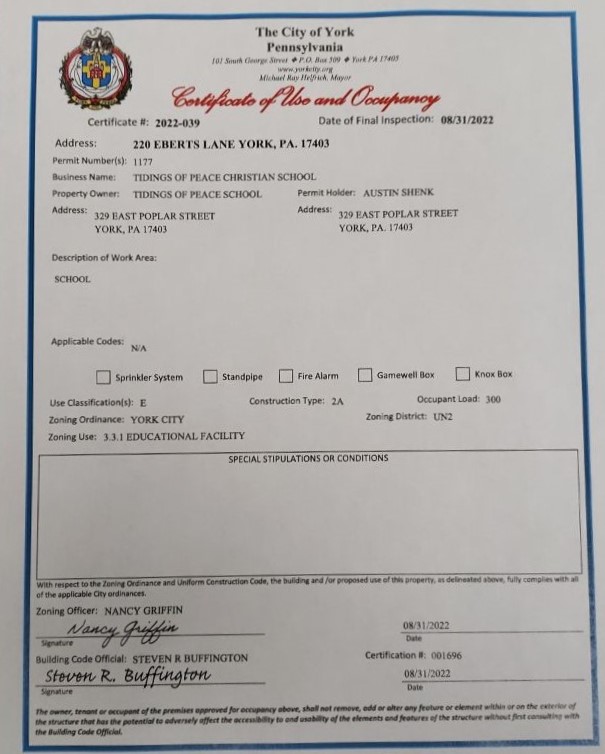 The City of York
Pennsylvania
101 South George Street ◆ P.O. Box 509 ◆ York PA 17403
www.yorkcity.org
Michael Ray Helfrich, Mayor
Certificate of Use and Occupancy
Certificate #: 2022-039 Date of Final Inspection: 08/31/2022
Address: 220 EBERTS LANE YORK, PA. 17403
Permit Number(s): 1177
Business Name: TIDINGS OF PEACE CHRISTIAN SCHOOL
Property Owner: TIDINGS OF PEACE SCHOOL Permit Holder: AUSTIN SHENK
Address: 329 EAST POPLAR STREET Address: 329 EAST POPLAR STREET
YORK, PA 17403 YORK, PA. 17403
Description of Work Area:
SCHOOL
Applicable Codes: N/A
Sprinkler System Standpipe Fire Alarm Gamewell Box Knox Box
Use Classification(s): E Construction Type: 2A Occupant Load: 300
Zoning Ordinance: YORK CITY Zoning District: UN2
Zoning Use: 3.3.1 EDUCATIONAL FACILITY
SPECIAL STIPULATIONS OR CONDITIONS
With respect to the Zoning Ordinance and Uniform Construction Code, the building and /or proposed use of this property, as delineated above, fully complies with all
of the applicable City ordinances.
Zoning Officer: NANCY GRIFFIN
Nancy Griffin 08/31/2022
Signature Date
Building Code Official: STEVEN R BUFFINGTON Certification #: 001696
Steven R. Buffington 08/31/2022
Signature Date
The owner, tenant or occupant of the premises approved for occupancy above, shall not remove, add or alter any feature or element within or on the exterior of
the structure that has the potential to adversely affect the accessibility to and usability of the elements and features of the structure without first consulting with
the Building Code Official.